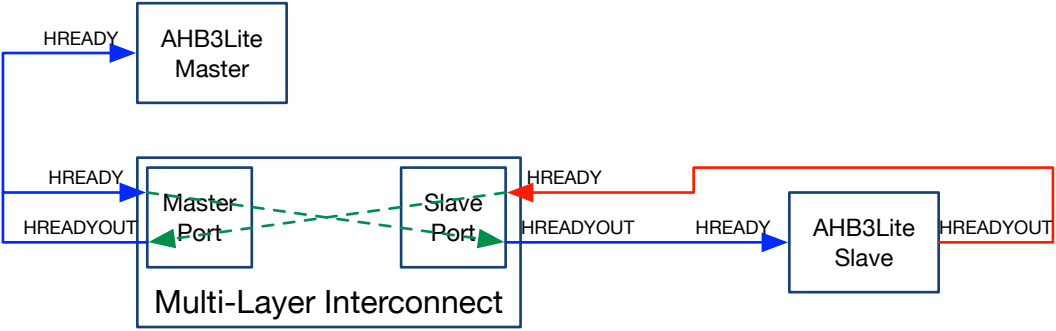 HREADY
AHB3Lite
Master
HREADY
HREADYOUT
Master
Port
Slave
Port
HREADY
HREADYOUT
HREADY
AHB3Lite
Slave
HREADYOUT
Multi-Layer Interconnect